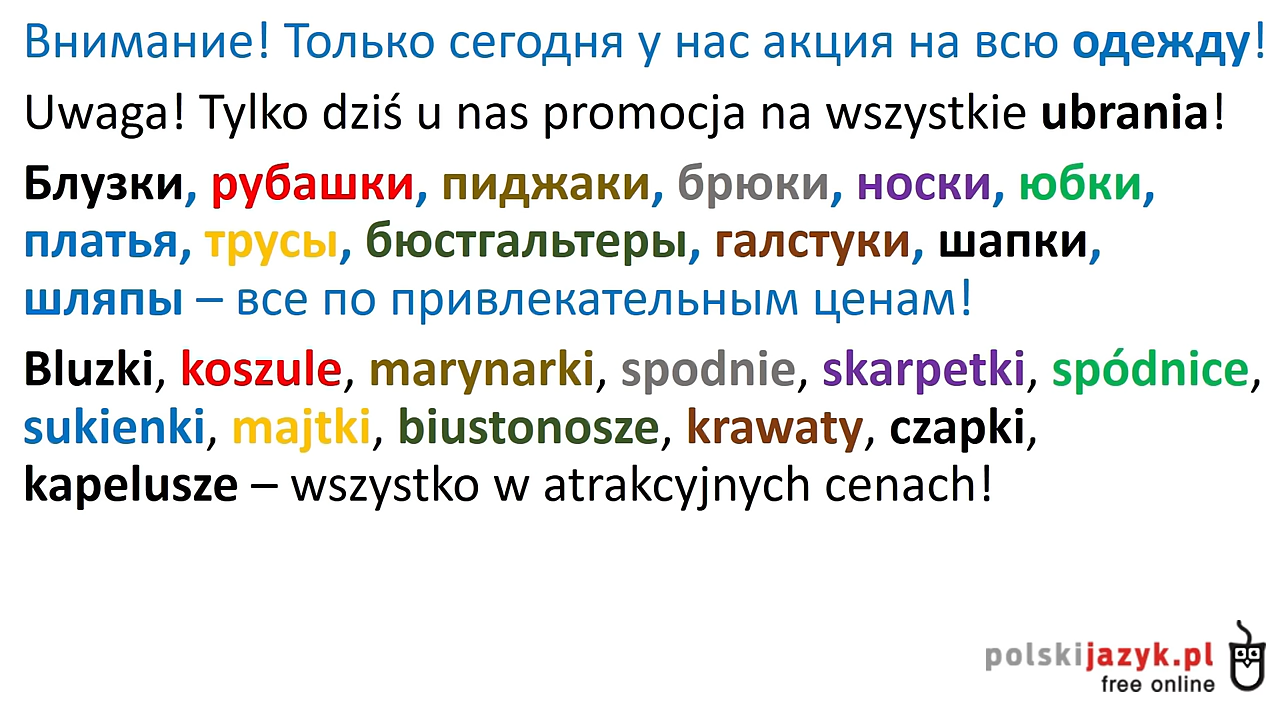 Внимание! Только сегодня у нас акция на всю одежду!
Uwaga! Tylko dziś u nas promocja na wszystkie ubrania!
Блузки, рубашки, пиджаки, брюки, носки, юбки,
платья, трусы, бюстгальтеры, галстуки, шапки,
шляпы – все по привлекательным ценам!
Bluzki, koszule, marynarki, spodnie, skarpetki, spódnice,
sukienki, majtki, biustonosze, krawaty, czapki,
kapelusze – wszystko w atrakcyjnych cenach!
polskijazyk.pl
free online